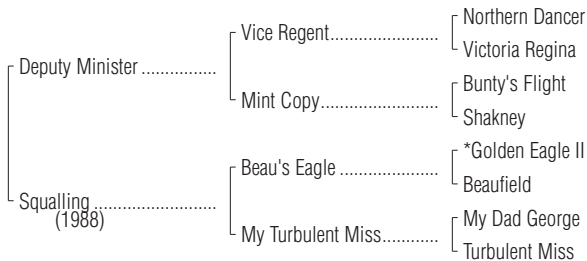 Northern Dancer
Vice Regent......................
Victoria Regina
Deputy Minister ...............
Bunty's Flight
Mint Copy........................
Shakney
*Golden Eagle II
Beau's Eagle ....................
Beaufield
Squalling .........................
(1988)
My Dad George
My Turbulent Miss............
Turbulent Miss